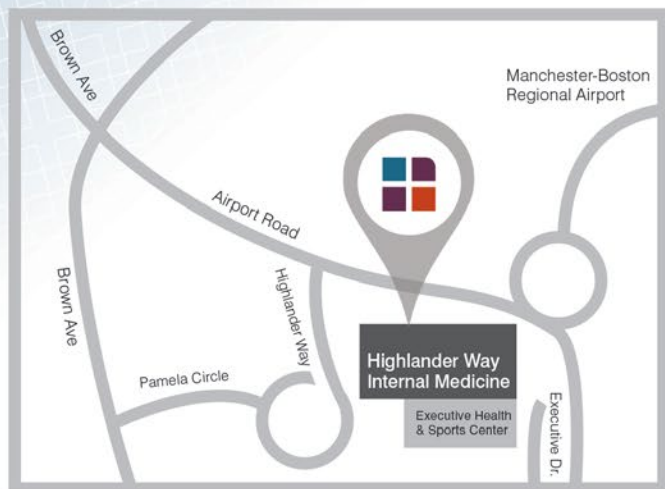 Brown Ave
Manchester-Boston
Regional Airport
Airport Road
Highlander Way
Brown Ave
Pamela Circle
Highlander Way
Internal Medicine
Executive Health
& Sports Center
Executive Dr.